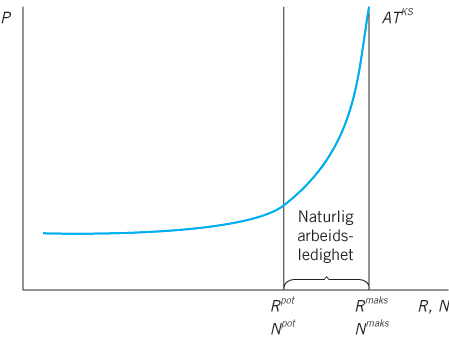 P
AT^KS
Naturlig
arbeids-
ledighet
R^pot
R^maks
R, N
N^pot
N^maks